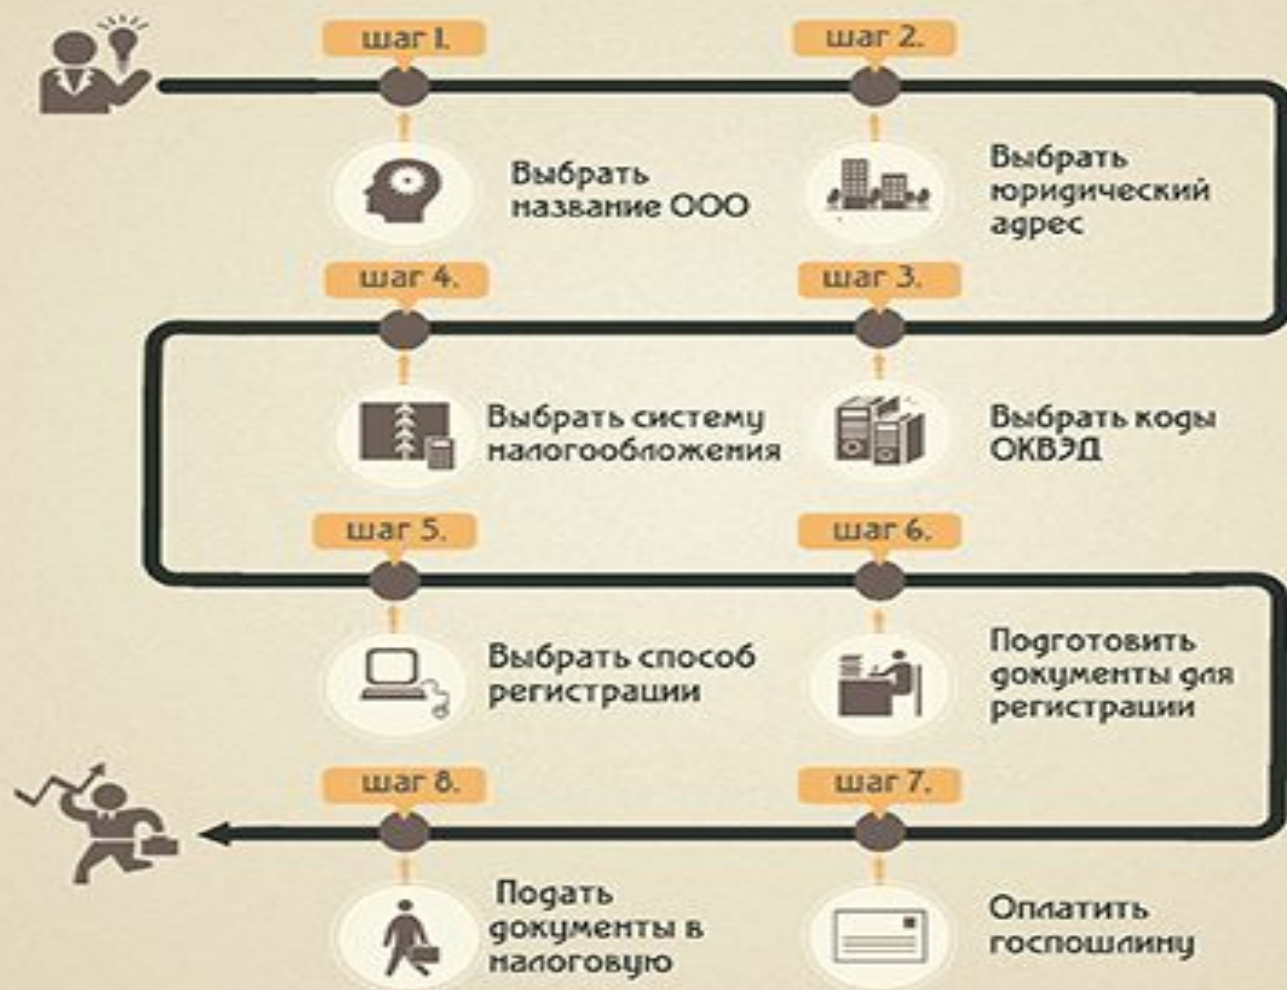 шаг 1.
Выбрать
название ООО
шаг 2.
Выбрать
юридический
адрес
шаг 3.
Выбрать коды
ОКВЭД
шаг 4.
Выбрать систему
налогообложения
шаг 5.
Выбрать способ
регистрации
шаг 6.
Подготовить
документы для
регистрации
шаг 7.
Оплатить
госпошлину
шаг 8.
Подать
документы в
налоговую